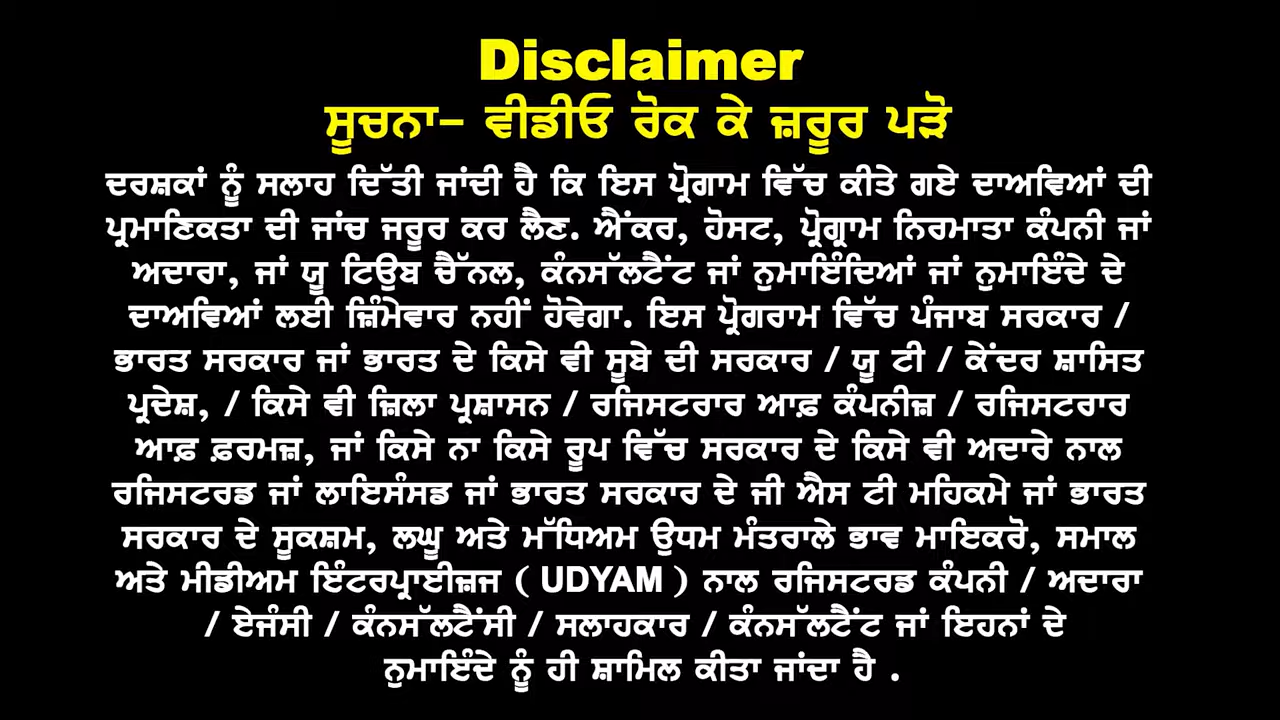 Disclaimer
ਸੂਚਨਾ- ਵੀਡੀਓ ਰੋਕ ਕੇ ਜ਼ਰੂਰ ਪੜੋ
ਦਰਸ਼ਕਾਂ ਨੂੰ ਸਲਾਹ ਦਿੱਤੀ ਜਾਂਦੀ ਹੈ ਕਿ ਇਸ ਪ੍ਰੋਗਾਮ ਵਿੱਚ ਕੀਤੇ ਗਏ ਦਾਅਵਿਆਂ ਦੀ
ਪ੍ਰਮਾਣਿਕਤਾ ਦੀ ਜਾਂਚ ਜਰੂਰ ਕਰ ਲੈਣ. ਐਂਕਰ, ਹੋਸਟ, ਪ੍ਰੋਗ੍ਰਾਮ ਨਿਰਮਾਤਾ ਕੰਪਨੀ ਜਾਂ
ਅਦਾਰਾ, ਜਾਂ ਯੂ ਟਿਉਬ ਚੈੱਨਲ, ਕੰਨਸੱਲਟੈਂਟ ਜਾਂ ਨੁਮਾਇੰਦਿਆਂ ਜਾਂ ਨੁਮਾਇੰਦੇ ਦੇ
ਦਾਅਵਿਆਂ ਲਈ ਜ਼ਿੰਮੇਵਾਰ ਨਹੀਂ ਹੋਵੇਗਾ. ਇਸ ਪ੍ਰੋਗਰਾਮ ਵਿੱਚ ਪੰਜਾਬ ਸਰਕਾਰ /
ਭਾਰਤ ਸਰਕਾਰ ਜਾਂ ਭਾਰਤ ਦੇ ਕਿਸੇ ਵੀ ਸੂਬੇ ਦੀ ਸਰਕਾਰ / ਯੂ ਟੀ / ਕੇਂਦਰ ਸ਼ਾਸਿਤ
ਪ੍ਰਦੇਸ਼, / ਕਿਸੇ ਵੀ ਜ਼ਿਲਾ ਪ੍ਰਸ਼ਾਸਨ / ਰਜਿਸਟਰਾਰ ਆਫ਼ ਕੰਪਨੀਜ਼ / ਰਜਿਸਟਰਾਰ
ਆਫ਼ ਫ਼ਰਮਜ਼, ਜਾਂ ਕਿਸੇ ਨਾ ਕਿਸੇ ਰੂਪ ਵਿੱਚ ਸਰਕਾਰ ਦੇ ਕਿਸੇ ਵੀ ਅਦਾਰੇ ਨਾਲ
ਰਜਿਸਟਰਡ ਜਾਂ ਲਾਇਸੰਸਡ ਜਾਂ ਭਾਰਤ ਸਰਕਾਰ ਦੇ ਜੀ ਐਸ ਟੀ ਮਹਿਕਮੇ ਜਾਂ ਭਾਰਤ
ਸਰਕਾਰ ਦੇ ਸੂਕਸ਼ਮ, ਲਘੂ ਅਤੇ ਮੱਧਿਅਮ ਉਧਮ ਮੰਤਰਾਲੇ ਭਾਵ ਮਾਇਕਰੋ, ਸਮਾਲ
ਅਤੇ ਮੀਡੀਅਮ ਇੰਟਰਪ੍ਰਾਈਜ਼ਜ ( UDYAM ) ਨਾਲ ਰਜਿਸਟਰਡ ਕੰਪਨੀ / ਅਦਾਰਾ
/ ਏਜੰਸੀ / ਕੰਨਸੱਲਟੈਂਸੀ / ਸਲਾਹਕਾਰ / ਕੰਨਸੱਲਟੈਂਟ ਜਾਂ ਇਹਨਾਂ ਦੇ
ਨੁਮਾਇੰਦੇ ਨੂੰ ਹੀ ਸ਼ਾਮਿਲ ਕੀਤਾ ਜਾਂਦਾ ਹੈ .